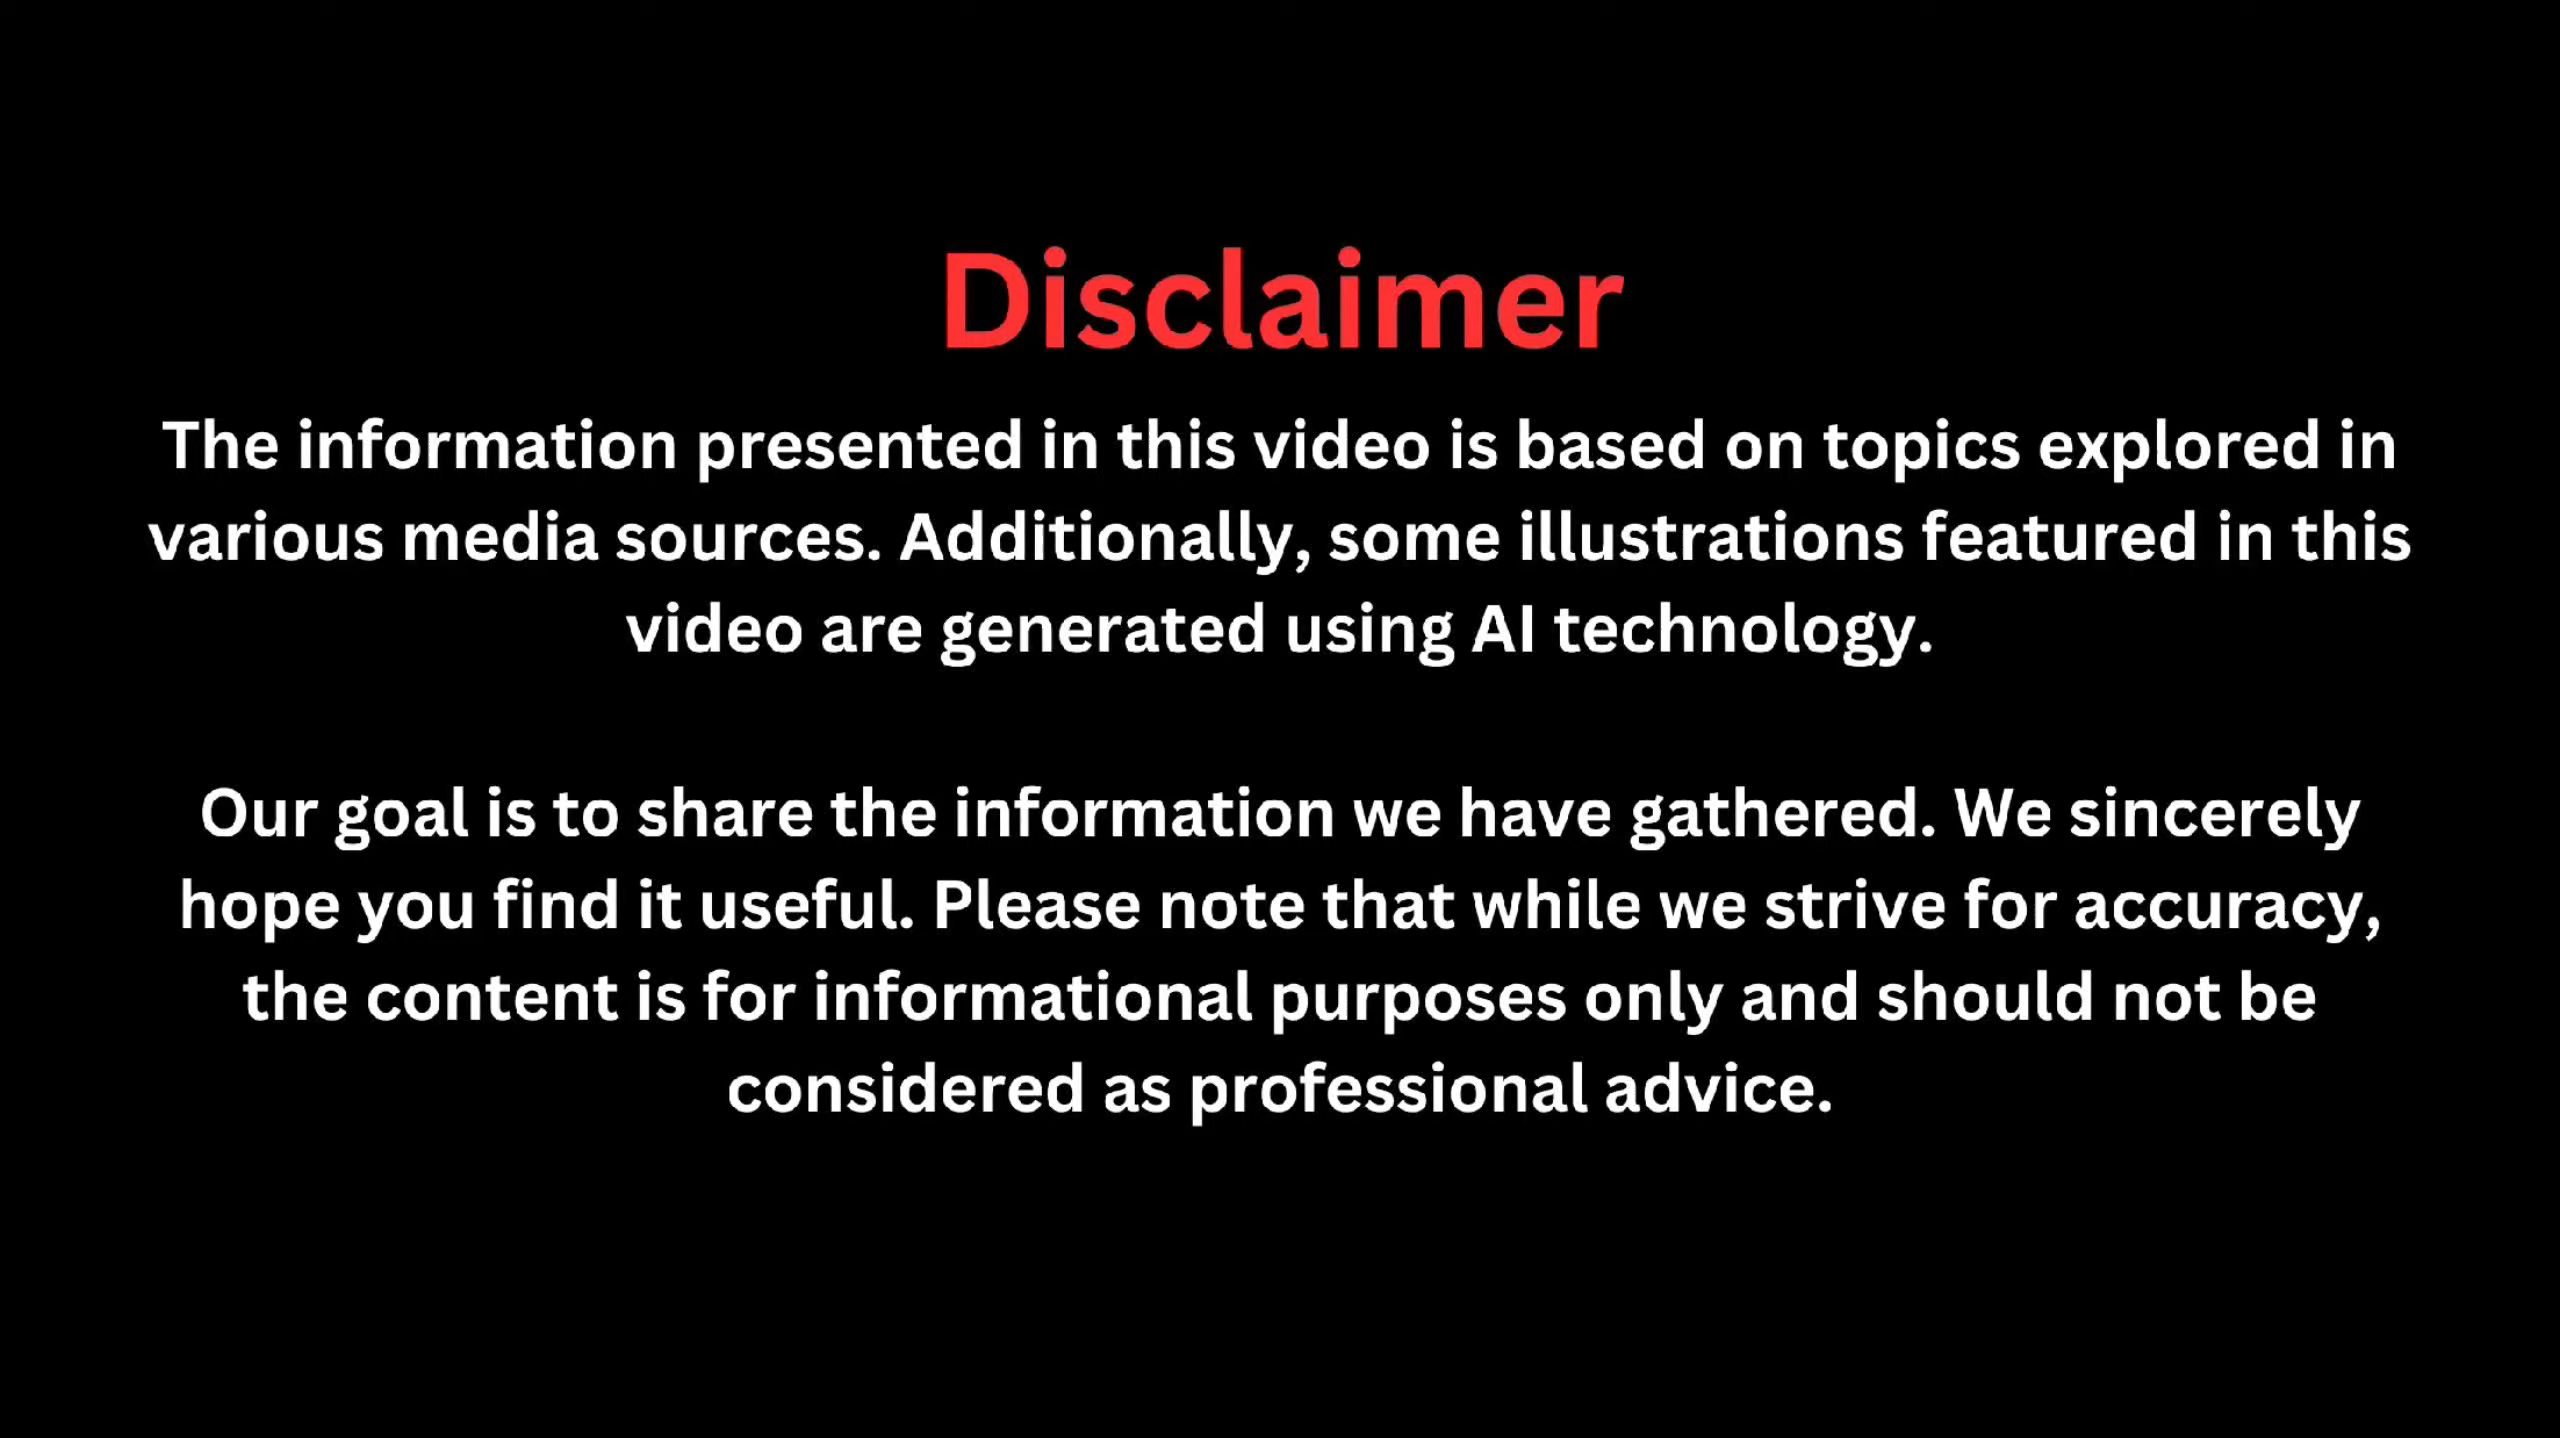 Disclaimer
The information presented in this video is based on topics explored in
various media sources. Additionally, some illustrations featured in this
video are generated using AI technology.
Our goal is to share the information we have gathered. We sincerely
hope you find it useful. Please note that while we strive for accuracy,
the content is for informational purposes only and should not be
considered as professional advice.